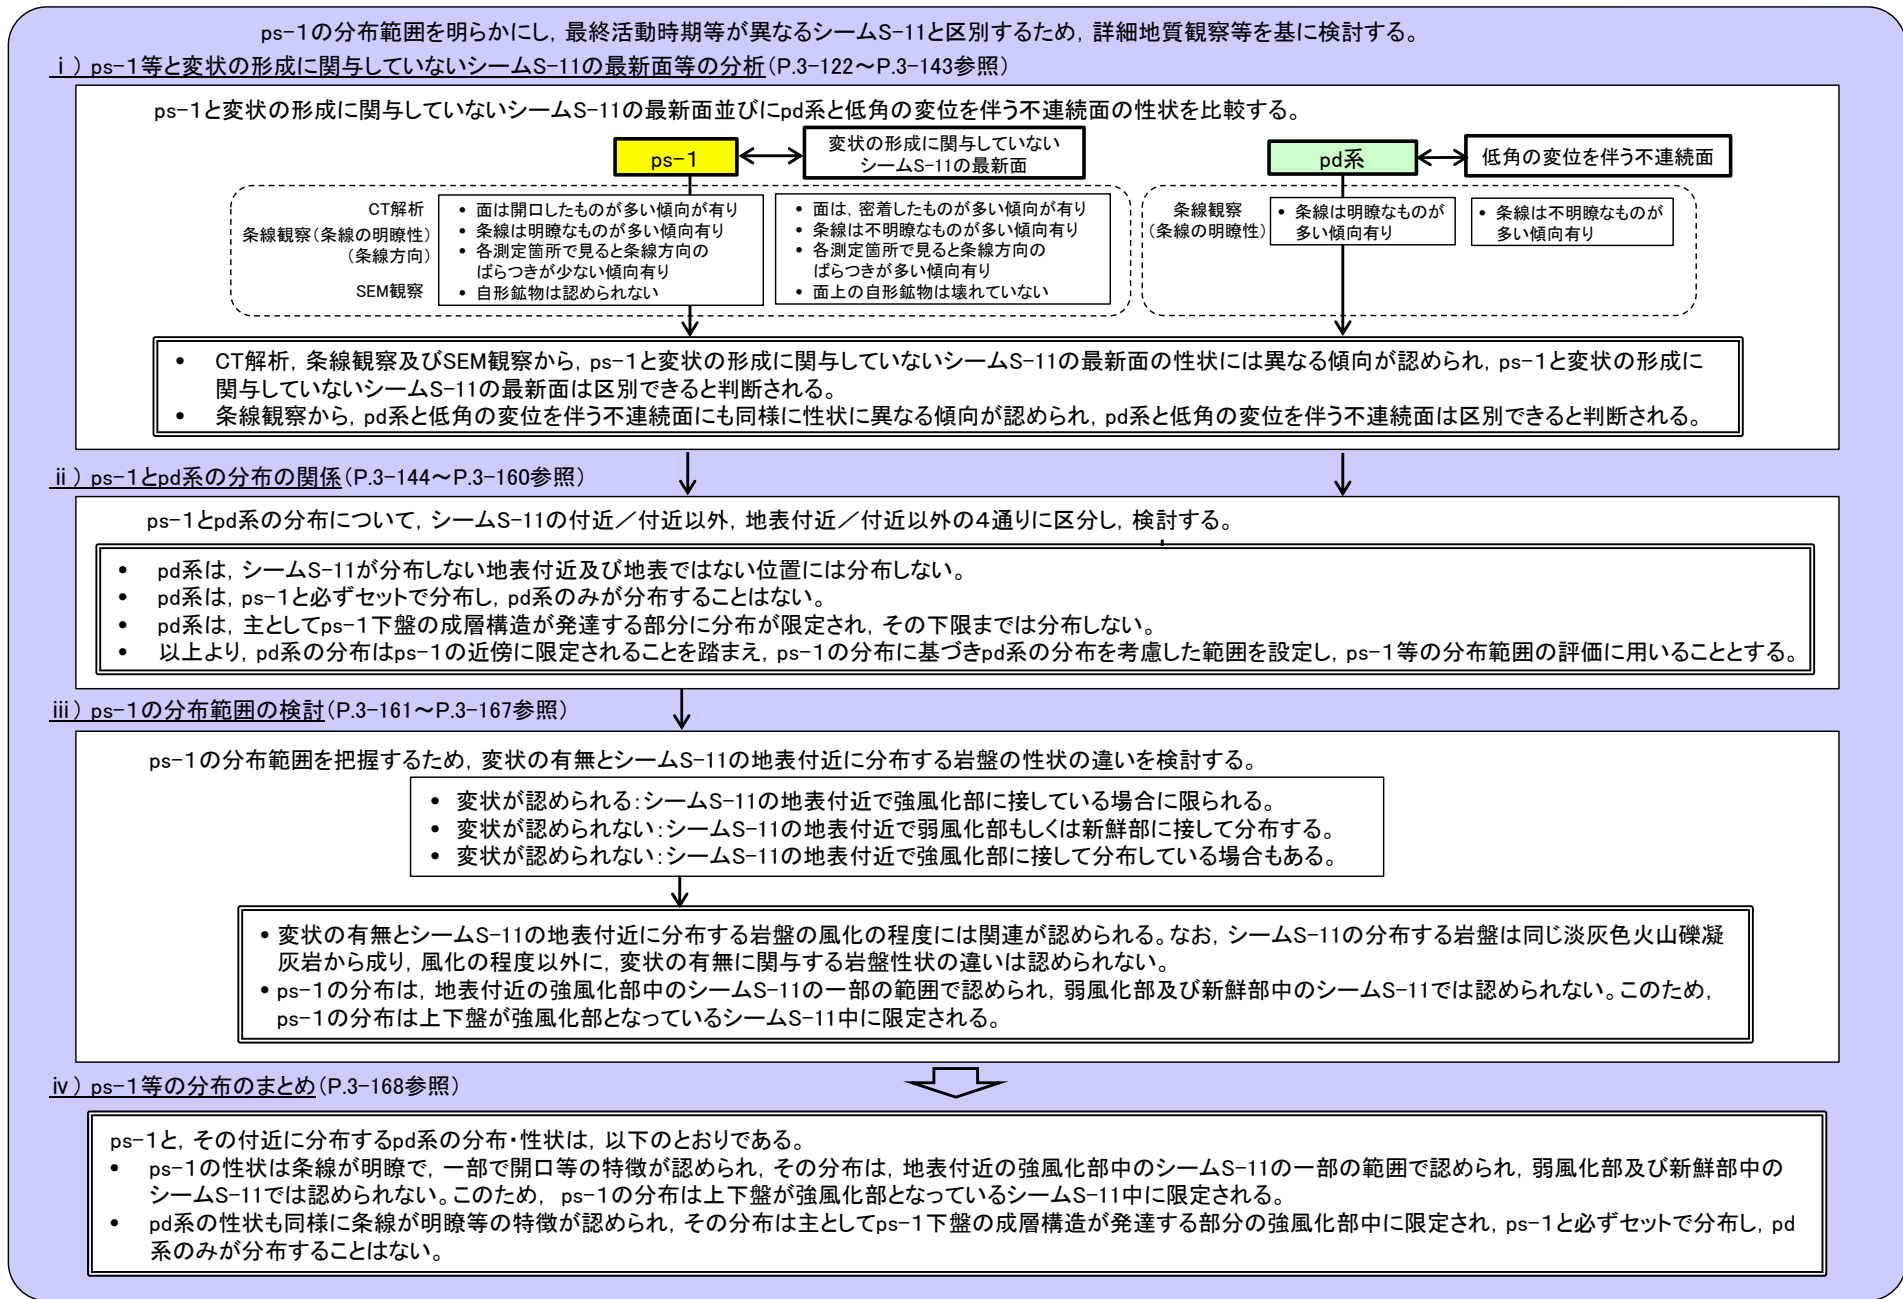 ps-1の分布範囲を明らかにし，最終活動時期等が異なるシームS-11と区別するため，詳細地質観察等を基に検討する。
ⅰ）ps-1等と変状の形成に関与していないシームS-11の最新面等の分析（P.3-122～P.3-143参照）
ps-1と変状の形成に関与していないシームS-11の最新面並びにpd系と低角の変位を伴う不連続面の性状を比較する。
ps-1
変状の形成に関与していない
シームS-11の最新面
pd系
低角の変位を伴う不連続面
CT解析
条線観察（条線の明瞭性）
（条線方向）
SEM観察
• 面は開口したものが多い傾向が有り
• 条線は明瞭なものが多い傾向有り
• 各測定箇所で見ると条線方向の
ばらつきが少ない傾向有り
• 自形鉱物は認められない
• 面は，密着したものが多い傾向が有り
• 条線は不明瞭なものが多い傾向有り
• 各測定箇所で見ると条線方向の
ばらつきが多い傾向有り
• 面上の自形鉱物は壊れていない
条線観察
（条線の明瞭性）
• 条線は明瞭なものが
多い傾向有り
• 条線は不明瞭なものが
多い傾向有り
• CT解析，条線観察及びSEM観察から，ps-1と変状の形成に関与していないシームS-11の最新面の性状には異なる傾向が認められ，ps-1と変状の形成に
関与していないシームS-11の最新面は区別できると判断される。
• 条線観察から，pd系と低角の変位を伴う不連続面にも同様に性状に異なる傾向が認められ，pd系と低角の変位を伴う不連続面は区別できると判断される。
ⅱ）ps-1とpd系の分布の関係（P.3-144～P.3-160参照）
ps-1とpd系の分布について，シームS-11の付近／付近以外，地表付近／付近以外の４通りに区分し，検討する。
• pd系は，シームS-11が分布しない地表付近及び地表ではない位置には分布しない。
• pd系は，ps-1と必ずセットで分布し，pd系のみが分布することはない。
• pd系は，主としてps-1下盤の成層構造が発達する部分に分布が限定され，その下限までは分布しない。
• 以上より，pd系の分布はps-1の近傍に限定されることを踏まえ，ps-1の分布に基づきpd系の分布を考慮した範囲を設定し，ps-1等の分布範囲の評価に用いることとする。
ⅲ）ps-1の分布範囲の検討（P.3-161～P.3-167参照）
ps-1の分布範囲を把握するため，変状の有無とシームS-11の地表付近に分布する岩盤の性状の違いを検討する。
• 変状が認められる：シームS-11の地表付近で強風化部に接している場合に限られる。
• 変状が認められない：シームS-11の地表付近で弱風化部もしくは新鮮部に接して分布する。
• 変状が認められない：シームS-11の地表付近で強風化部に接して分布している場合もある。
• 変状の有無とシームS-11の地表付近に分布する岩盤の風化の程度には関連が認められる。なお，シームS-11の分布する岩盤は同じ淡灰色火山礫凝
灰岩から成り，風化の程度以外に，変状の有無に関与する岩盤性状の違いは認められない。
• ps-1の分布は，地表付近の強風化部中のシームS-11の一部の範囲で認められ，弱風化部及び新鮮部中のシームS-11では認められない。このため，
ps-1の分布は上下盤が強風化部となっているシームS-11中に限定される。
ⅳ）ps-1等の分布のまとめ（P.3-168参照）
ps-1と，その付近に分布するpd系の分布・性状は，以下のとおりである。
• ps-1の性状は条線が明瞭で，一部で開口等の特徴が認められ，その分布は，地表付近の強風化部中のシームS-11の一部の範囲で認められ，弱風化部及び新鮮部中の
シームS-11では認められない。このため， ps-1の分布は上下盤が強風化部となっているシームS-11中に限定される。
• pd系の性状も同様に条線が明瞭等の特徴が認められ，その分布は主としてps-1下盤の成層構造が発達する部分の強風化部中に限定され，ps-1と必ずセットで分布し，pd
系のみが分布することはない。